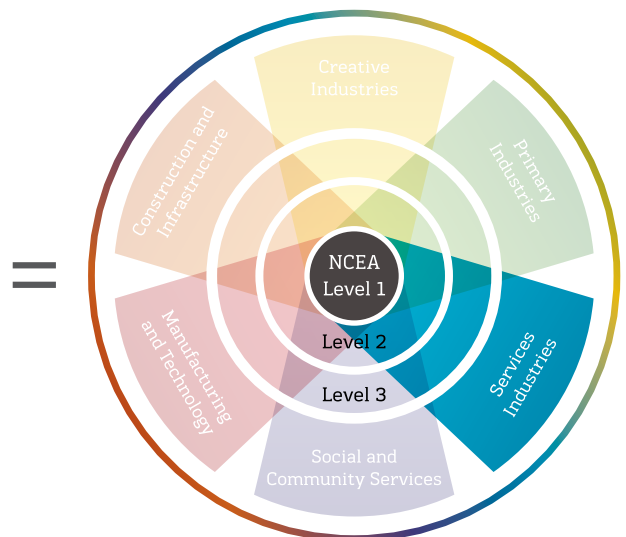 =
Creative
Industries
Construction and
Infrastructure
Primary
Industries
NCEA
Level 1
Level 2
Level 3
Manufacturing
and Technology
Services
Industries
Social and
Community Services